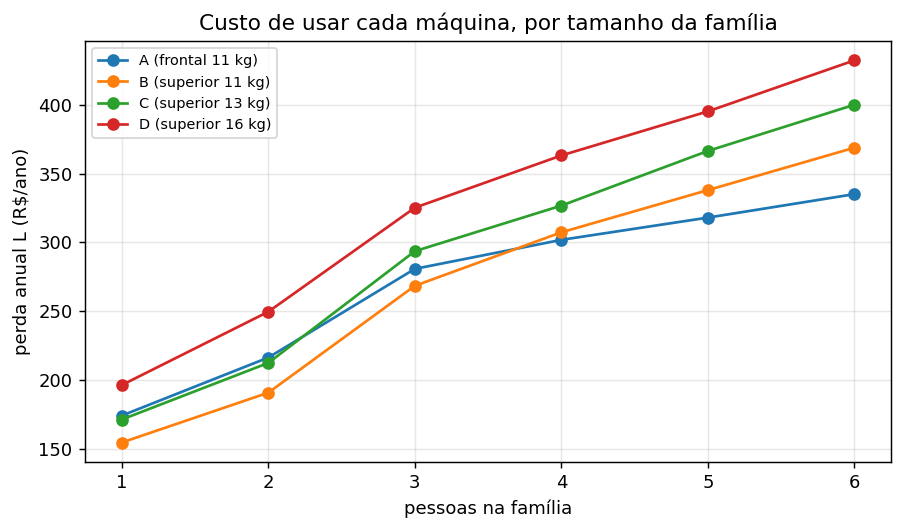 Custo de usar cada máquina, por tamanho da família
A (frontal 11 kg)
B (superior 11 kg)
C (superior 13 kg)
D (superior 16 kg)
perda anual L (R$/ano)
400
350
300
250
200
150
1 2 3 4 5 6
pessoas na família